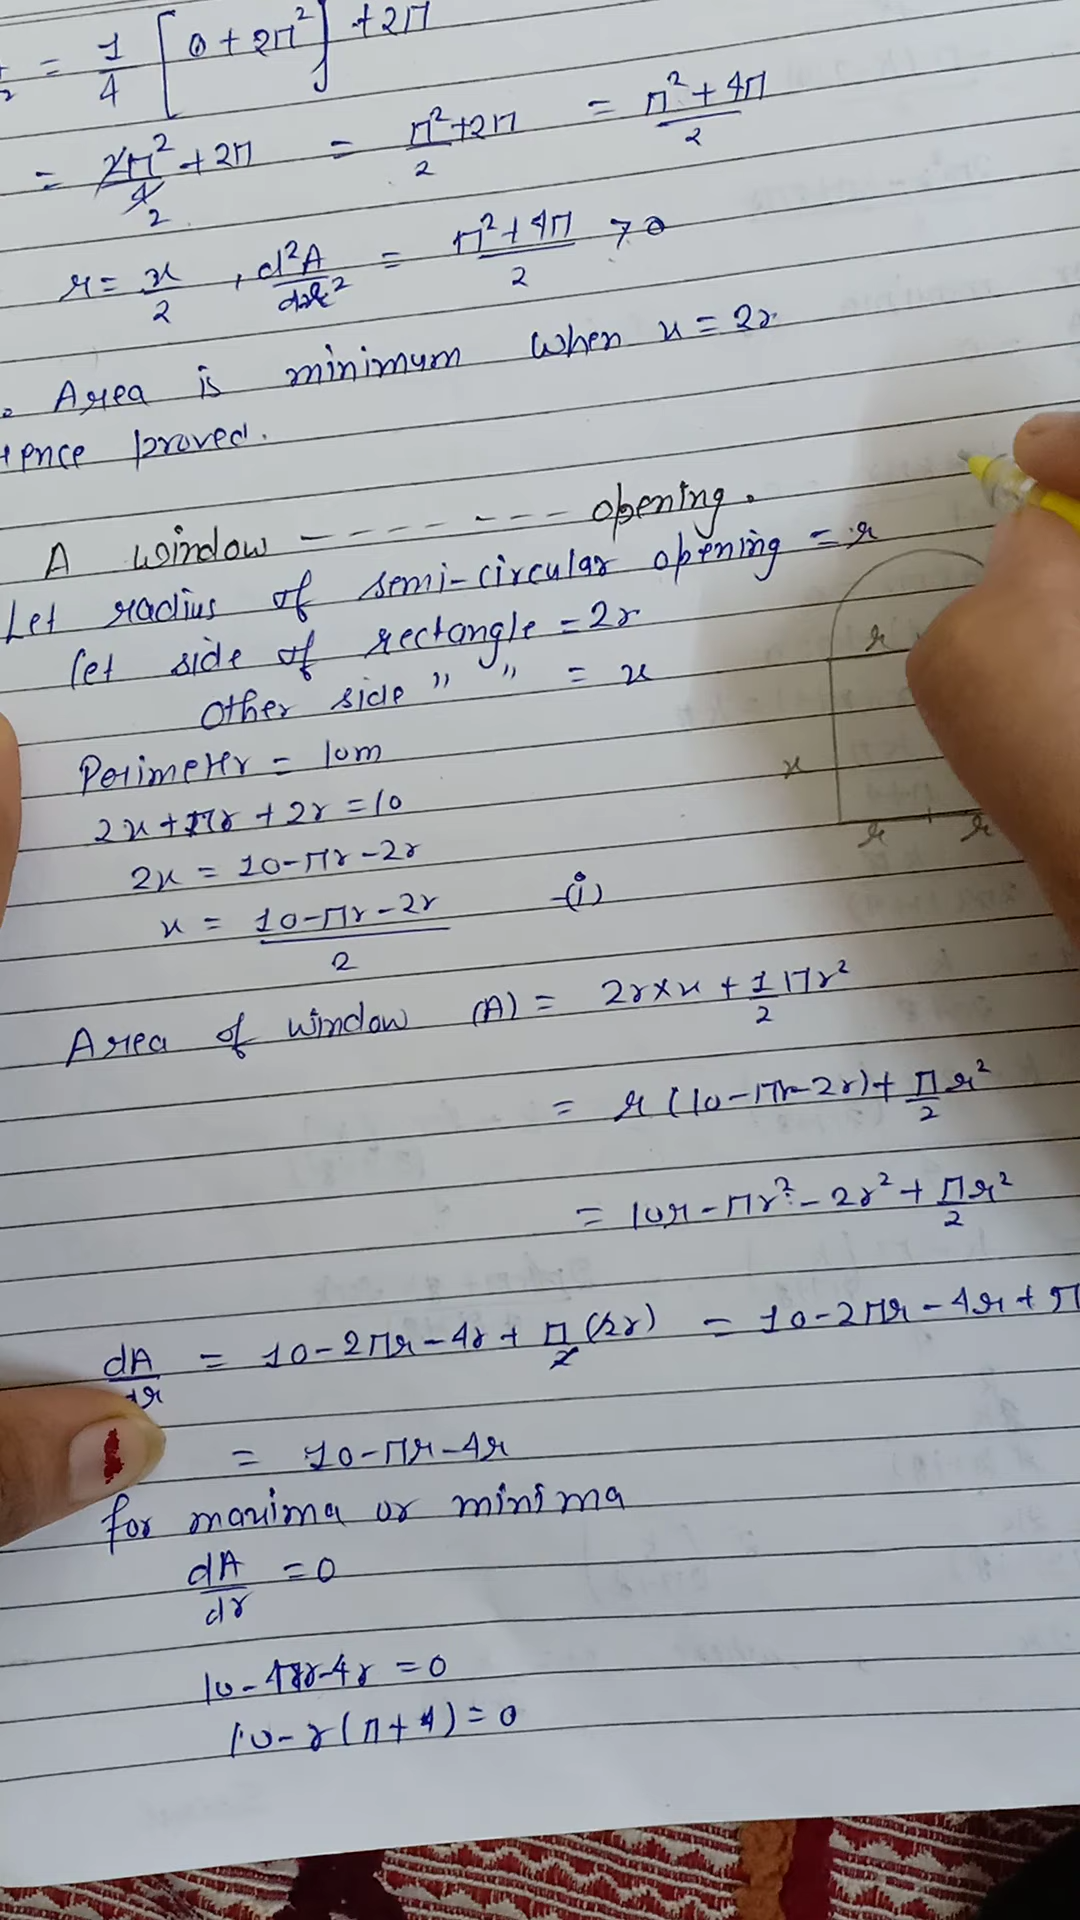 = 1/4 [0 + 2π²] + 2π
= 2π²/4 2 + 2π = π²/2 + 2π = π² + 4π / 2
r = x/2 , d²A/dx² = π² + 4π / 2 > 0
Area is minimum when x = 2r
Hence proved.
A window ------- opening.
Let radius of semi-circular opening = r
let side of rectangle = 2r
other side " " = x
Perimetr = 10m
2x + πr + 2r = 10
2x = 10 - πr - 2r
x = 10 - πr - 2r / 2 -(i)
Area of window (A) = 2r × x + 1/2 πr²
= r (10 - πr - 2r) + π/2 r²
= 10r - πr² - 2r² + π/2 r²
dA/dr = 10 - 2πr - 4r + π/2 (2r) = 10 - 2πr - 4r + π
= 10 - πr - 4r
for maxima or minima
dA/dr = 0
10 - πr - 4r = 0
10 - r (π + 4) = 0
r
x
r r